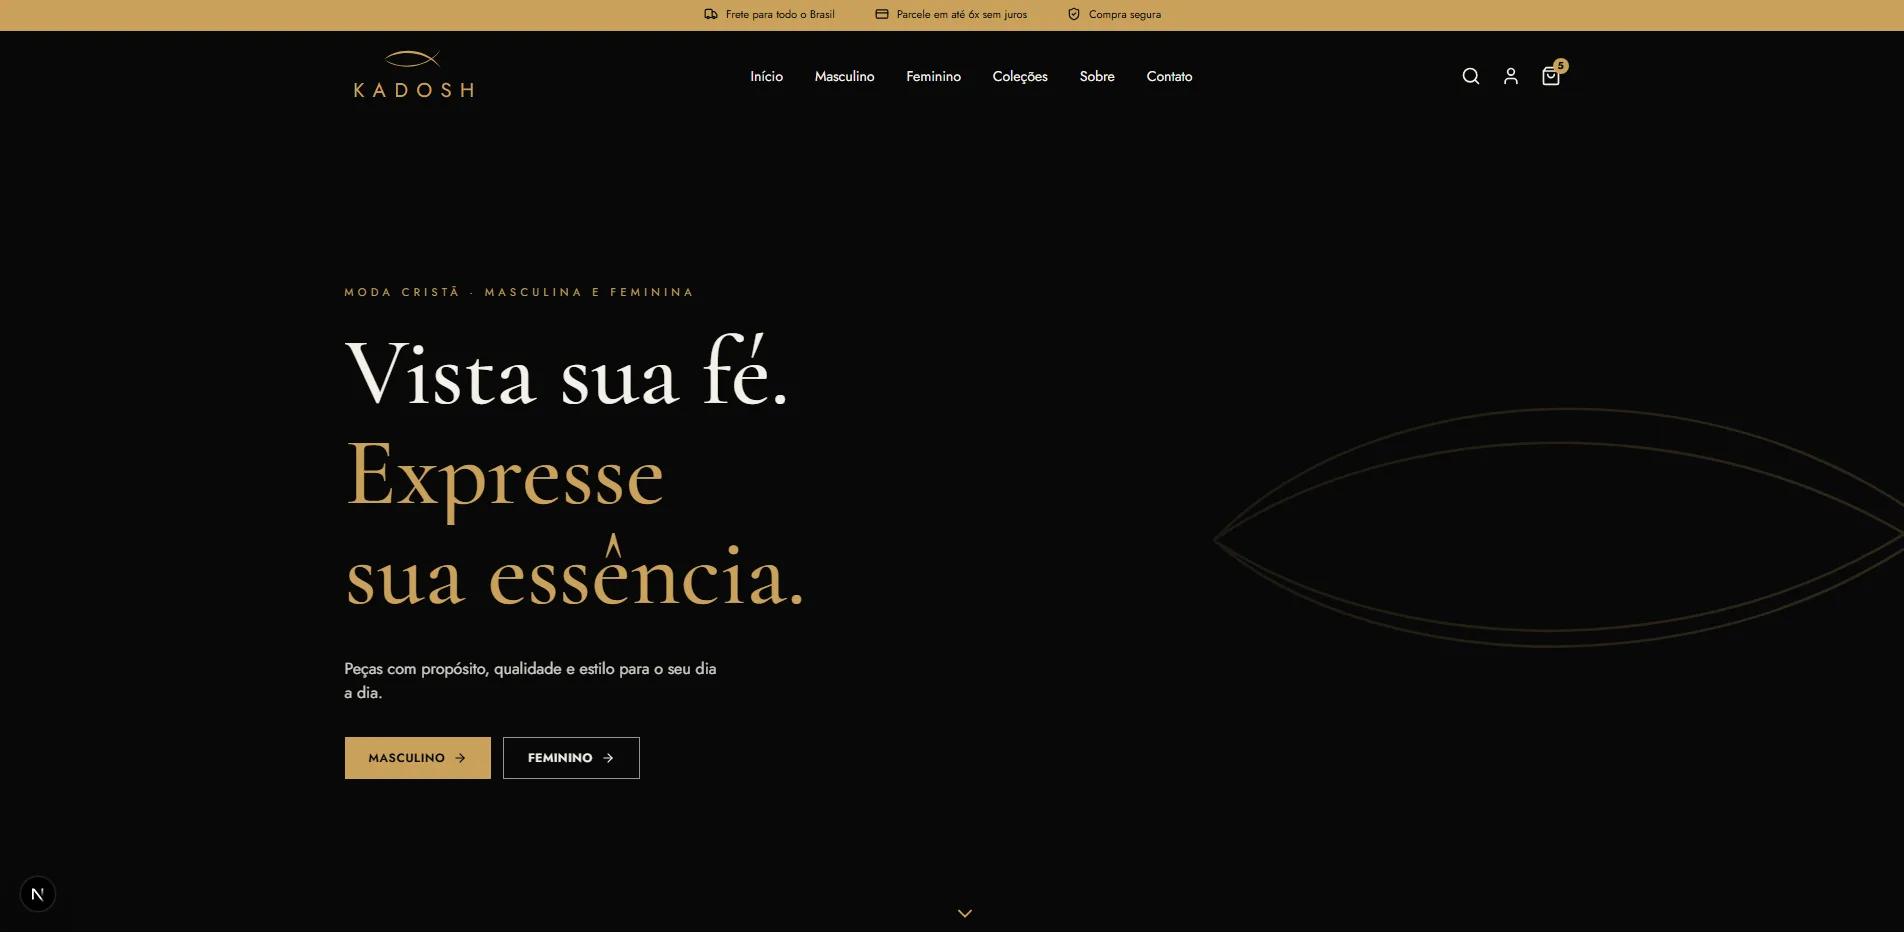 Frete para todo o Brasil
Parcele em até 6x sem juros
Compra segura
KADOSH
Início
Masculino
Feminino
Coleções
Sobre
Contato
5
MODA CRISTÃ · MASCULINA E FEMININA
Vista sua fé.
Expresse
sua essência.
Peças com propósito, qualidade e estilo para o seu dia
a dia.
MASCULINO →
FEMININO →
N